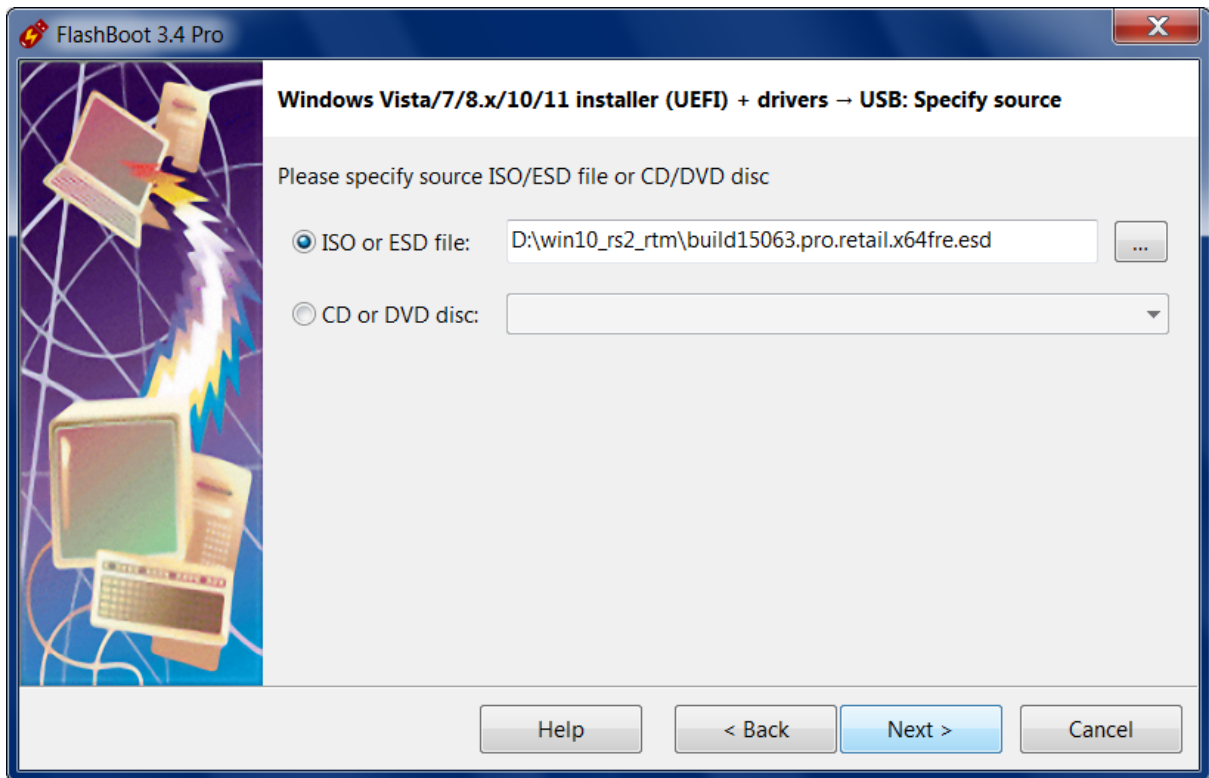 FlashBoot 3.4 Pro
Windows Vista/7/8.x/10/11 installer (UEFI) + drivers → USB: Specify source
Please specify source ISO/ESD file or CD/DVD disc
ISO or ESD file: D:\win10_rs2_rtm\build15063.pro.retail.x64fre.esd ...
CD or DVD disc:
Help < Back Next > Cancel